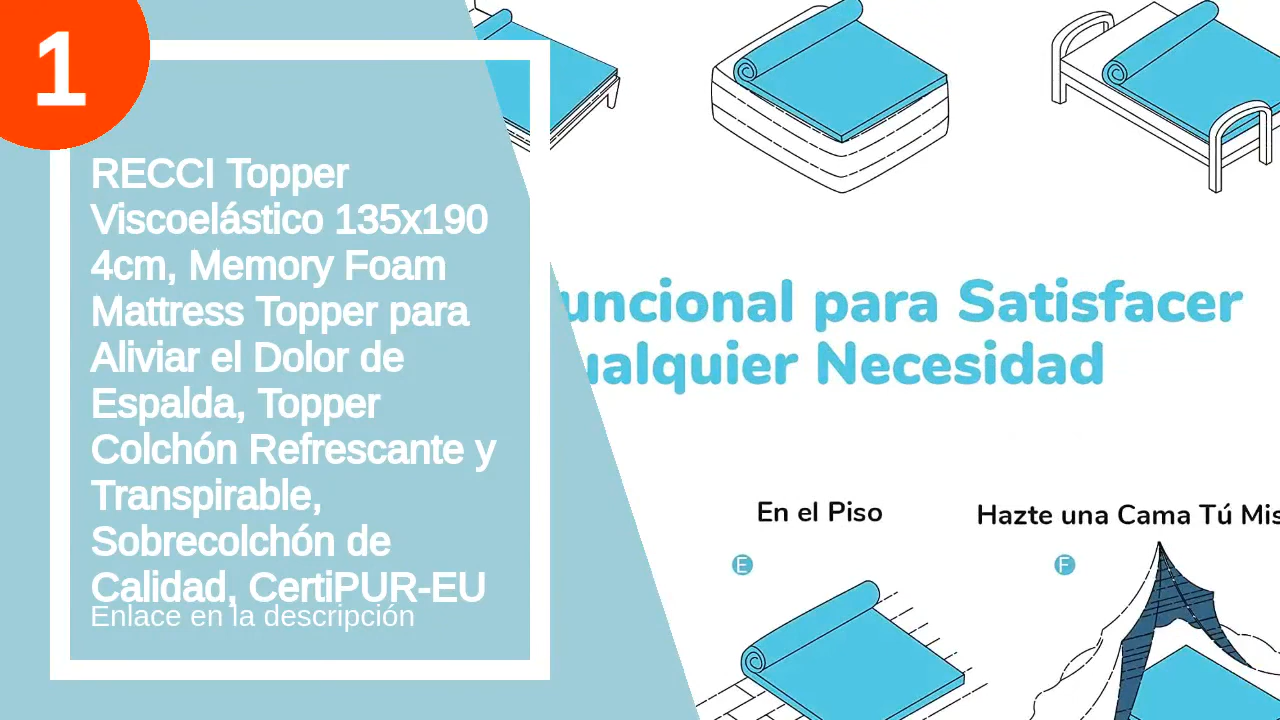 1
RECCI Topper
Viscoelástico 135x190
4cm, Memory Foam
Mattress Topper para
Aliviar el Dolor de
Espalda, Topper
Colchón Refrescante y
Transpirable,
Sobrecolchón de
Calidad, CertiPUR-EU
Enlace en la descripción
uncional para Satisfacer
ualquier Necesidad
En el Piso
Hazte una Cama Tú Mis
E
F